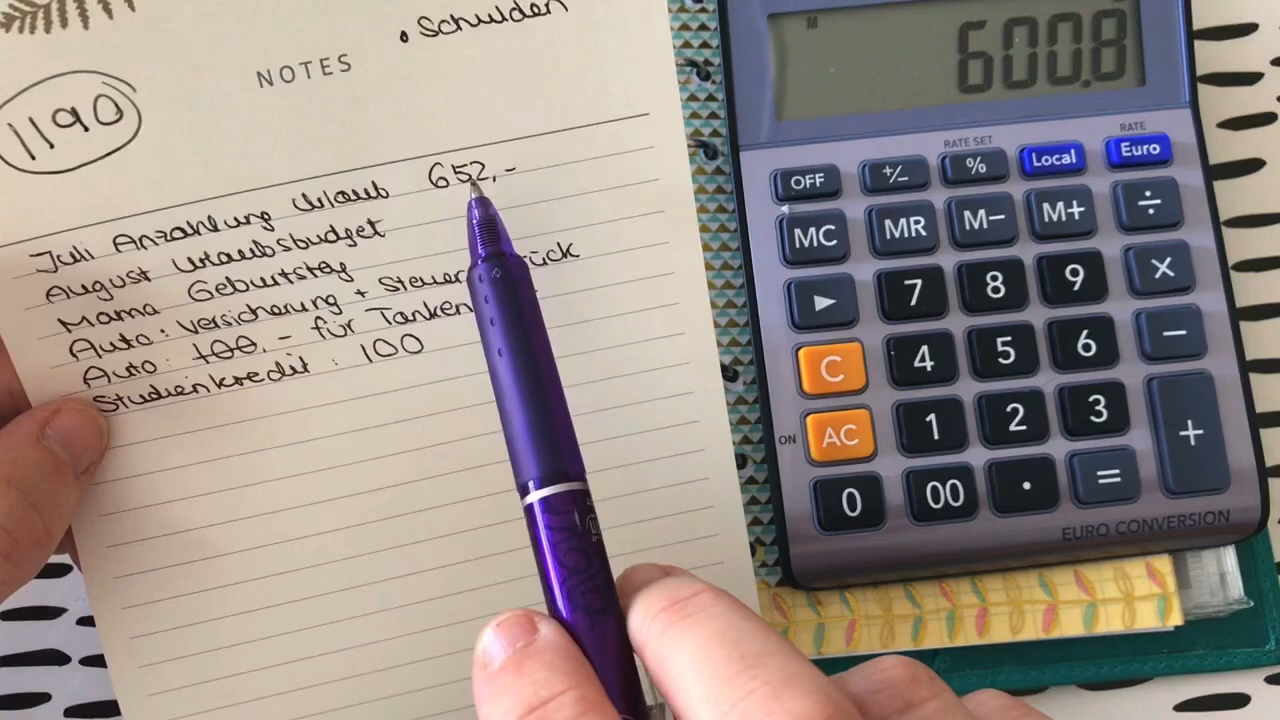 • Schulden
NOTES
1190
Juli Anzahlung Urlaub 652,-
August Urlaubsbudget
Mama Geburtstag
Auto: Versicherung + Steuer ück
Auto: 100,- für Tanken
Studienkredit: 100
M 600.8
RATE SET RATE
OFF +/− % Local Euro
MC MR M− M+ ÷
► 7 8 9 ×
C 4 5 6 −
ON AC 1 2 3 +
0 00 . =
EURO CONVERSION